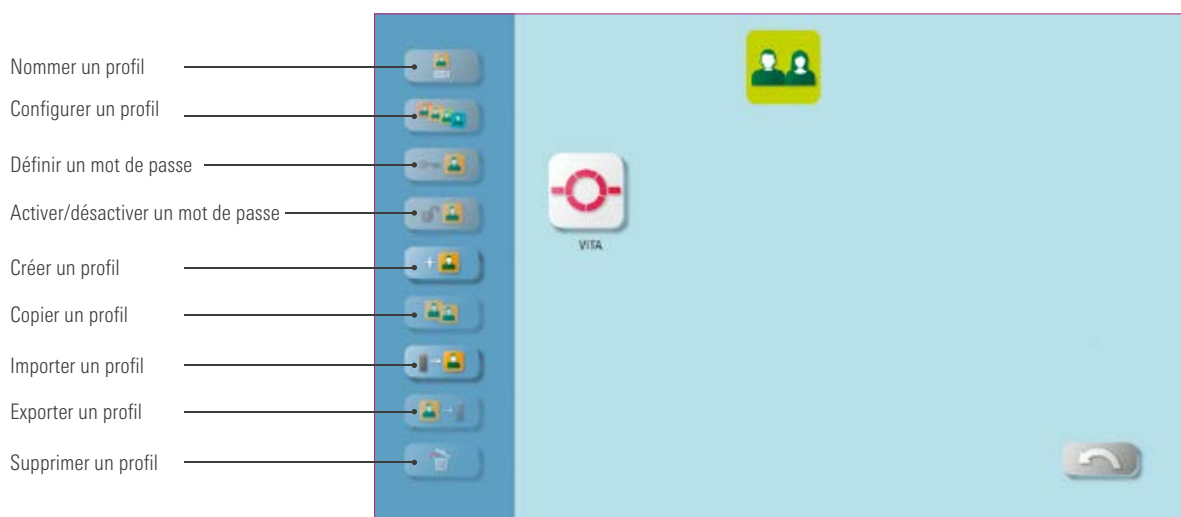 Nommer un profil
Configurer un profil
Définir un mot de passe
Activer/désactiver un mot de passe
Créer un profil
Copier un profil
Importer un profil
Exporter un profil
Supprimer un profil
VITA